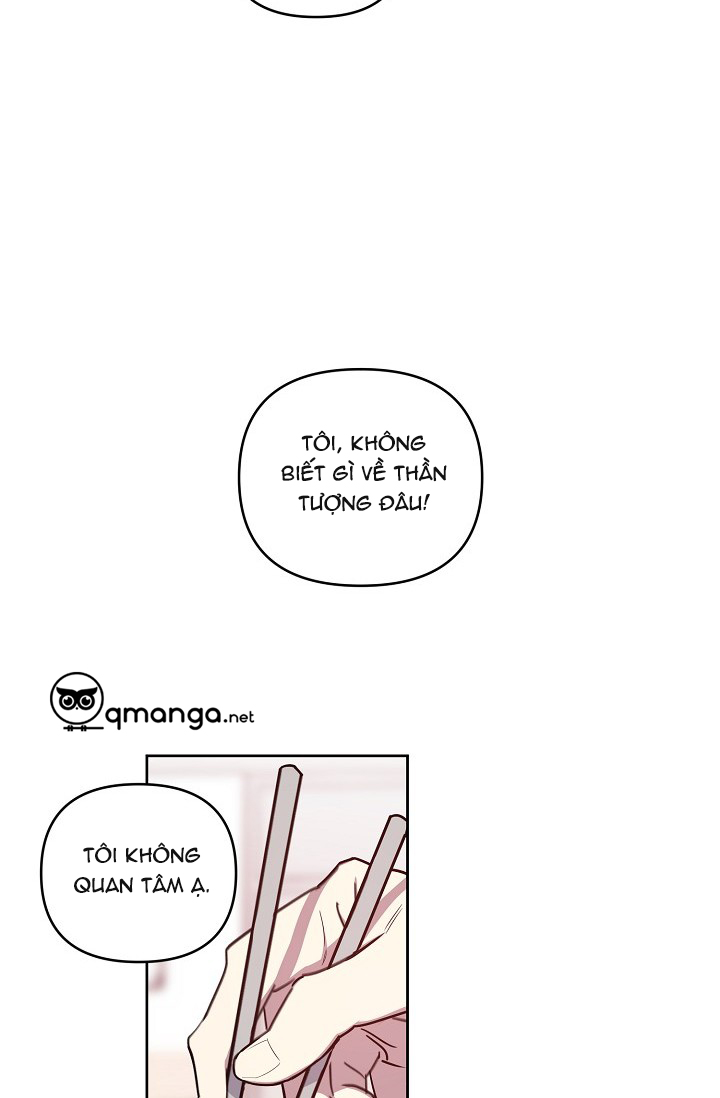 TÔI, KHÔNG
BIẾT GÌ VỀ THẦN
TƯỢNG ĐÂU!
qmanga.net
TÔI KHÔNG
QUAN TÂM Ạ.